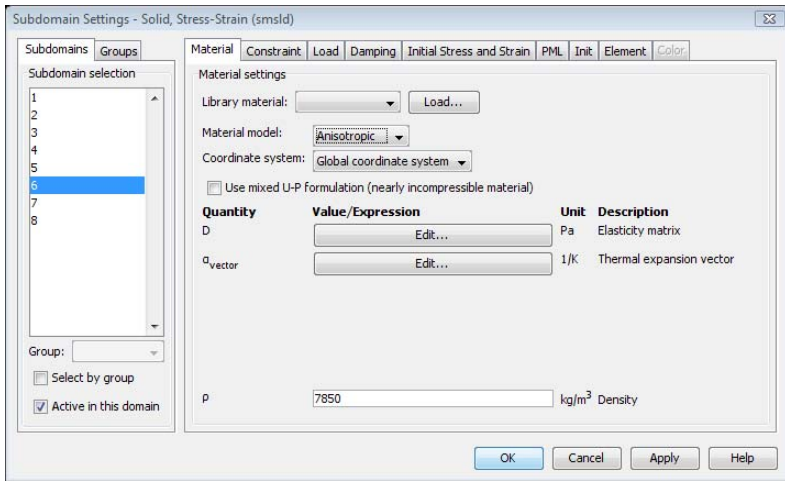 Subdomain Settings - Solid, Stress-Strain (smsld)
Subdomains Groups
Subdomain selection
1
2
3
4
5
6
7
8
Group:
Select by group
Active in this domain
Material Constraint Load Damping Initial Stress and Strain PML Init Element Color
Material settings
Library material: Load...
Material model: Anisotropic
Coordinate system: Global coordinate system
Use mixed U-P formulation (nearly incompressible material)
Quantity Value/Expression Unit Description
D Edit... Pa Elasticity matrix
αvector Edit... 1/K Thermal expansion vector
ρ 7850 kg/m³ Density
OK Cancel Apply Help